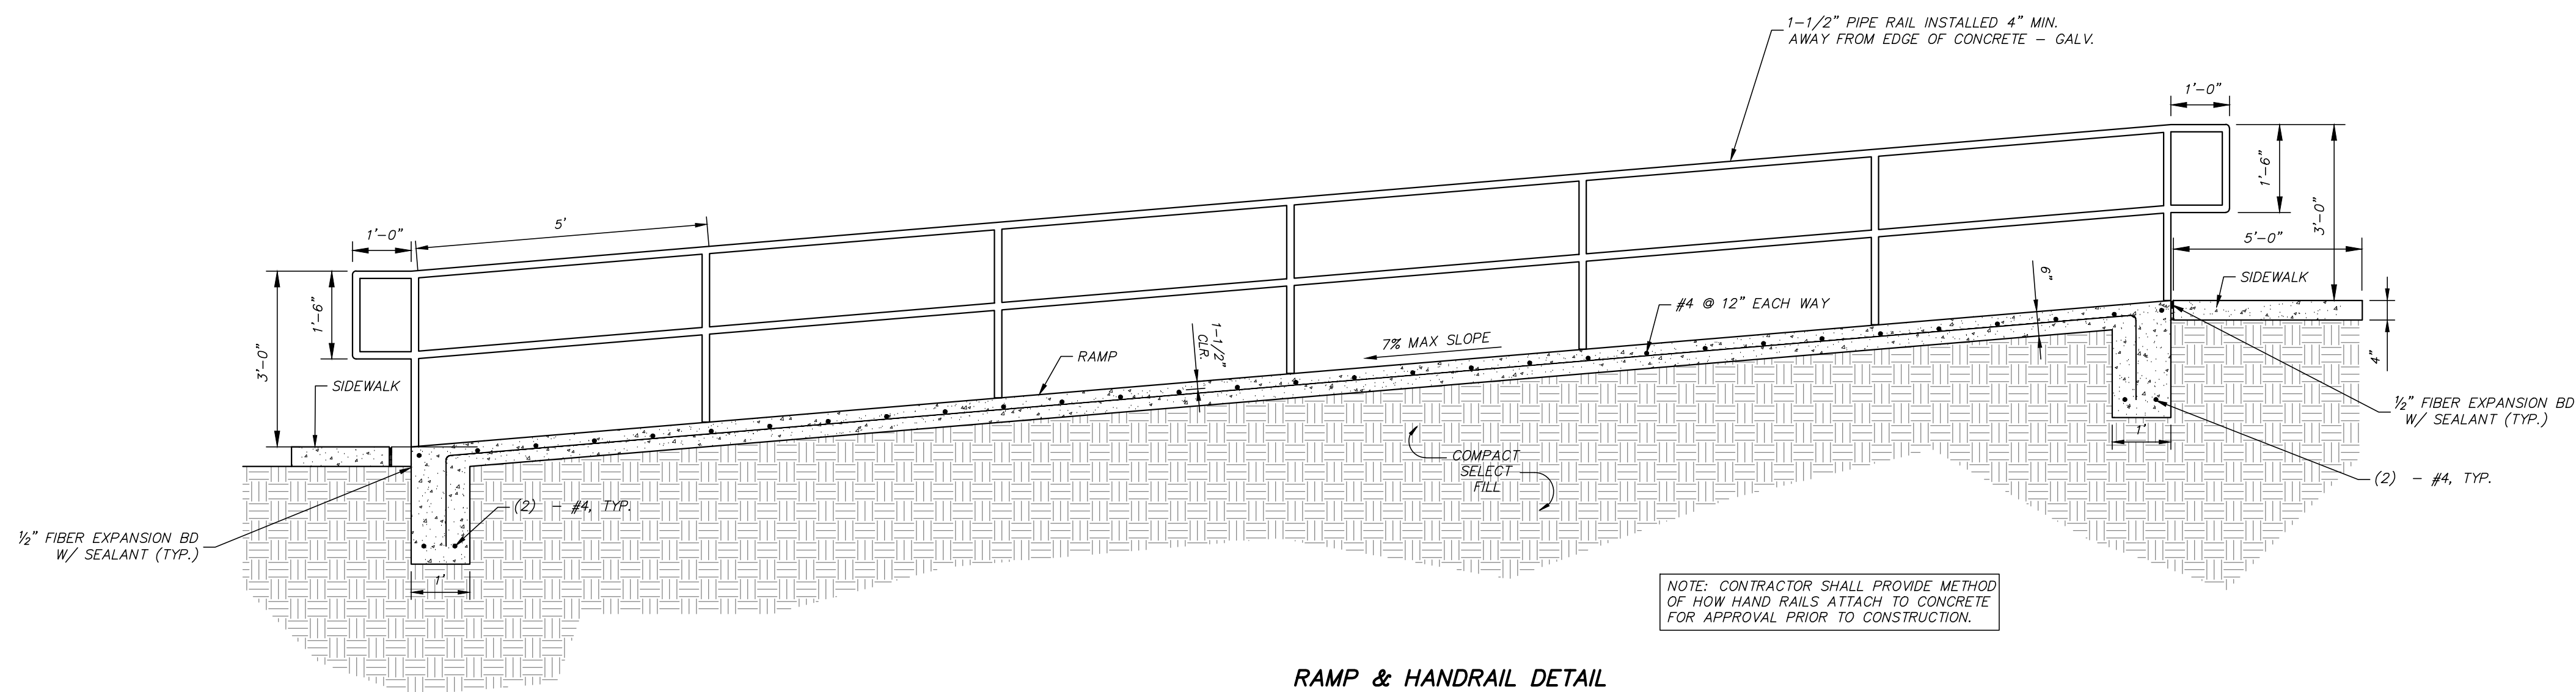 1-1/2" PIPE RAIL INSTALLED 4" MIN.
AWAY FROM EDGE OF CONCRETE - GALV.
1'-0"
1'-6"
3'-0"
5'-0"
SIDEWALK
4"
6"
5'
1'-0"
1'-6"
3'-0"
SIDEWALK
#4 @ 12" EACH WAY
7% MAX SLOPE
1-1/2"
CLR.
RAMP
½" FIBER EXPANSION BD
W/ SEALANT (TYP.)
1'
(2) - #4, TYP.
COMPACT
SELECT
FILL
(2) - #4, TYP.
½" FIBER EXPANSION BD
W/ SEALANT (TYP.)
1'
NOTE: CONTRACTOR SHALL PROVIDE METHOD
OF HOW HAND RAILS ATTACH TO CONCRETE
FOR APPROVAL PRIOR TO CONSTRUCTION.
RAMP & HANDRAIL DETAIL